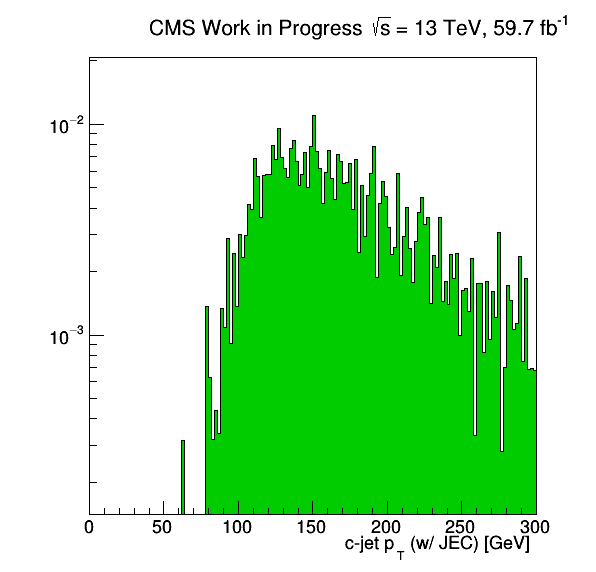 CMS Work in Progress √s = 13 TeV, 59.7 fb⁻¹
10⁻²
10⁻³
0 50 100 150 200 250 300
c-jet p_T (w/ JEC) [GeV]